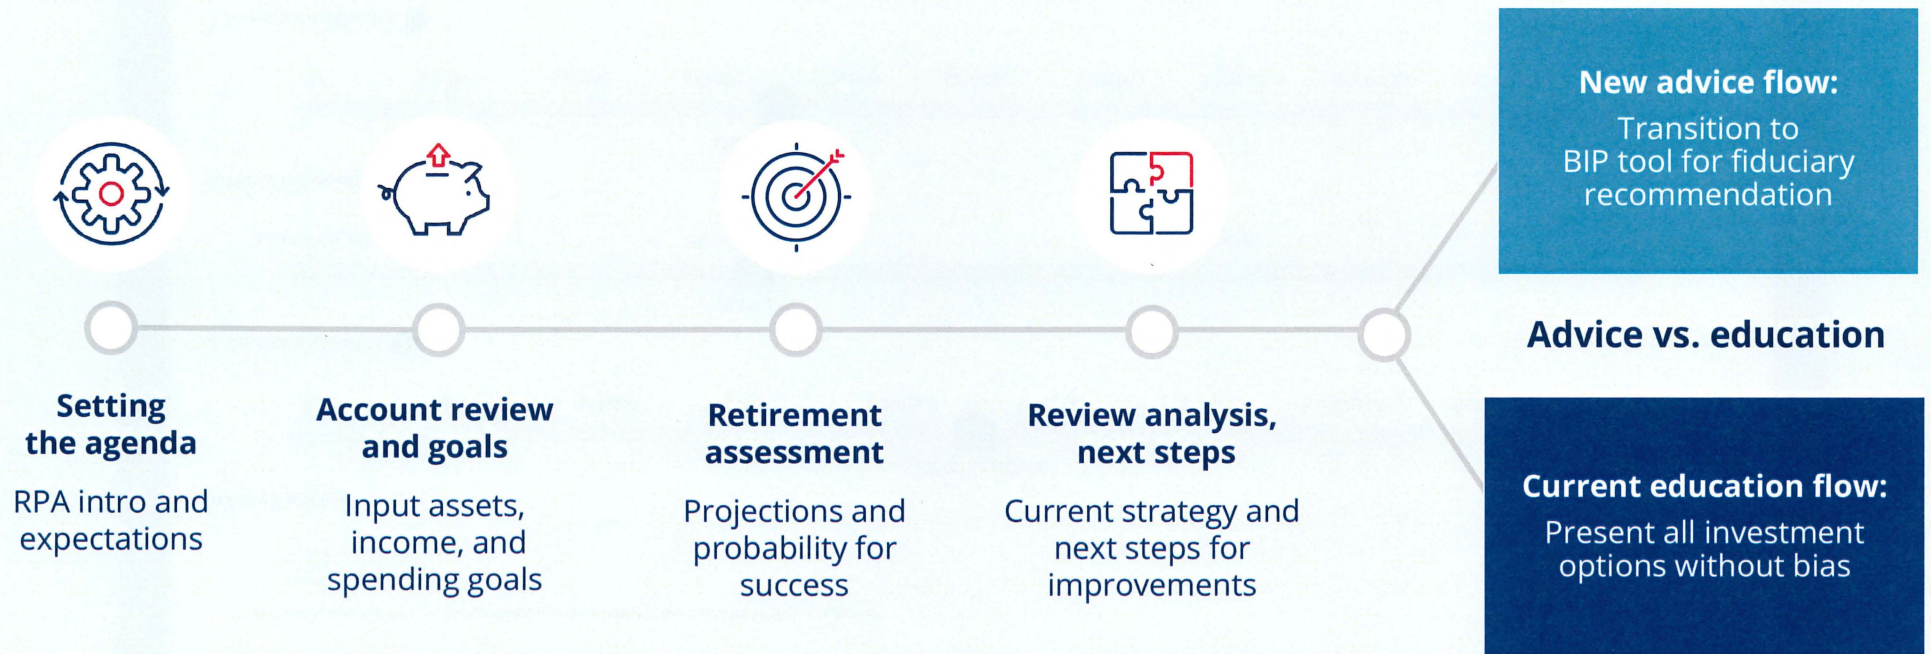 Setting
the agenda
RPA intro and
expectations
Account review
and goals
Input assets,
income, and
spending goals
Retirement
assessment
Projections and
probability for
success
Review analysis,
next steps
Current strategy and
next steps for
improvements
New advice flow:
Transition to
BIP tool for fiduciary
recommendation
Advice vs. education
Current education flow:
Present all investment
options without bias